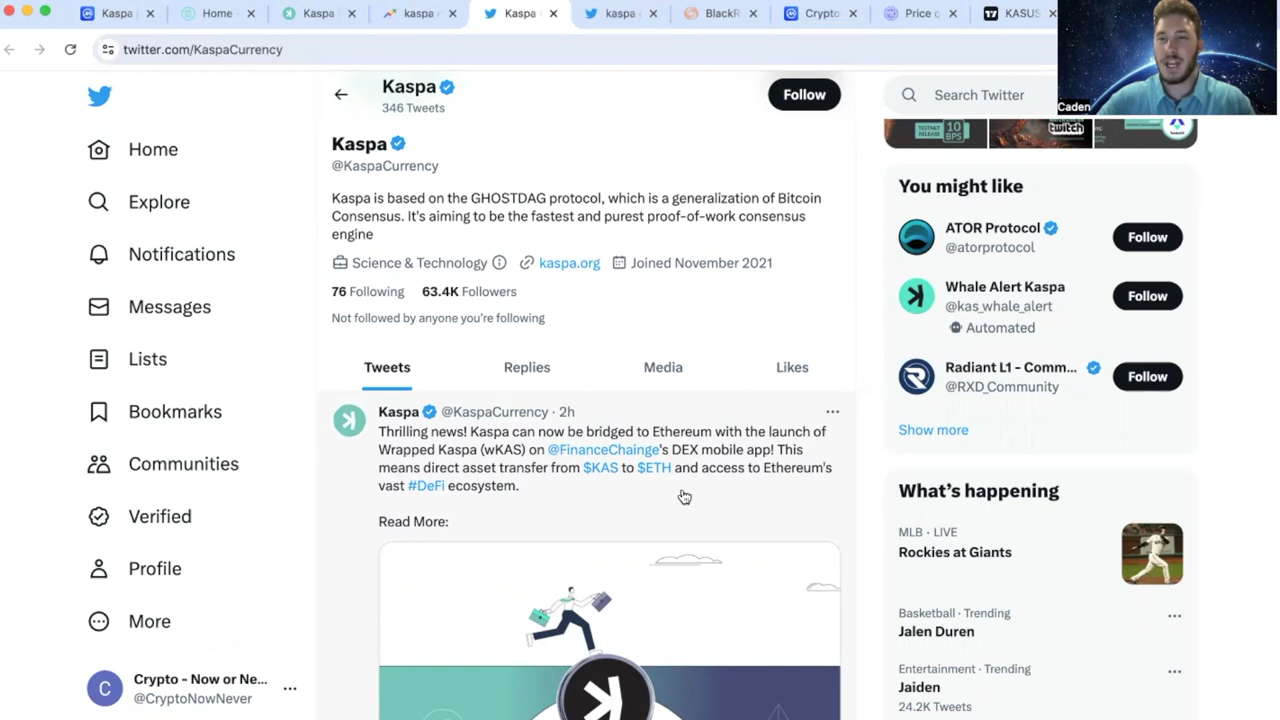 Kaspa
Home
Kaspa
kaspa
Kaspa
kaspa
BlackR
Crypto
Price
KASUS
twitter.com/KaspaCurrency
Caden
Kaspa
346 Tweets
Follow
Search Twitter
Home
Explore
Notifications
Messages
Lists
Bookmarks
Communities
Verified
Profile
More
Crypto - Now or Ne...
@CryptoNowNever
Kaspa
@KaspaCurrency
Kaspa is based on the GHOSTDAG protocol, which is a generalization of Bitcoin
Consensus. It's aiming to be the fastest and purest proof-of-work consensus
engine
Science & Technology kaspa.org Joined November 2021
76 Following 63.4K Followers
Not followed by anyone you're following
Tweets Replies Media Likes
Kaspa @KaspaCurrency · 2h
Thrilling news! Kaspa can now be bridged to Ethereum with the launch of
Wrapped Kaspa (wKAS) on @FinanceChainge's DEX mobile app! This
means direct asset transfer from $KAS to $ETH and access to Ethereum's
vast #DeFi ecosystem.
Read More:
TESTNET
RELEASE
10
BPS
twitch
You might like
ATOR Protocol
@atorprotocol
Follow
Whale Alert Kaspa
@kas_whale_alert
Automated
Follow
Radiant L1 - Comm...
@RXD_Community
Follow
Show more
What's happening
MLB · LIVE
Rockies at Giants
Basketball · Trending
Jalen Duren
Entertainment · Trending
Jaiden
24.2K Tweets